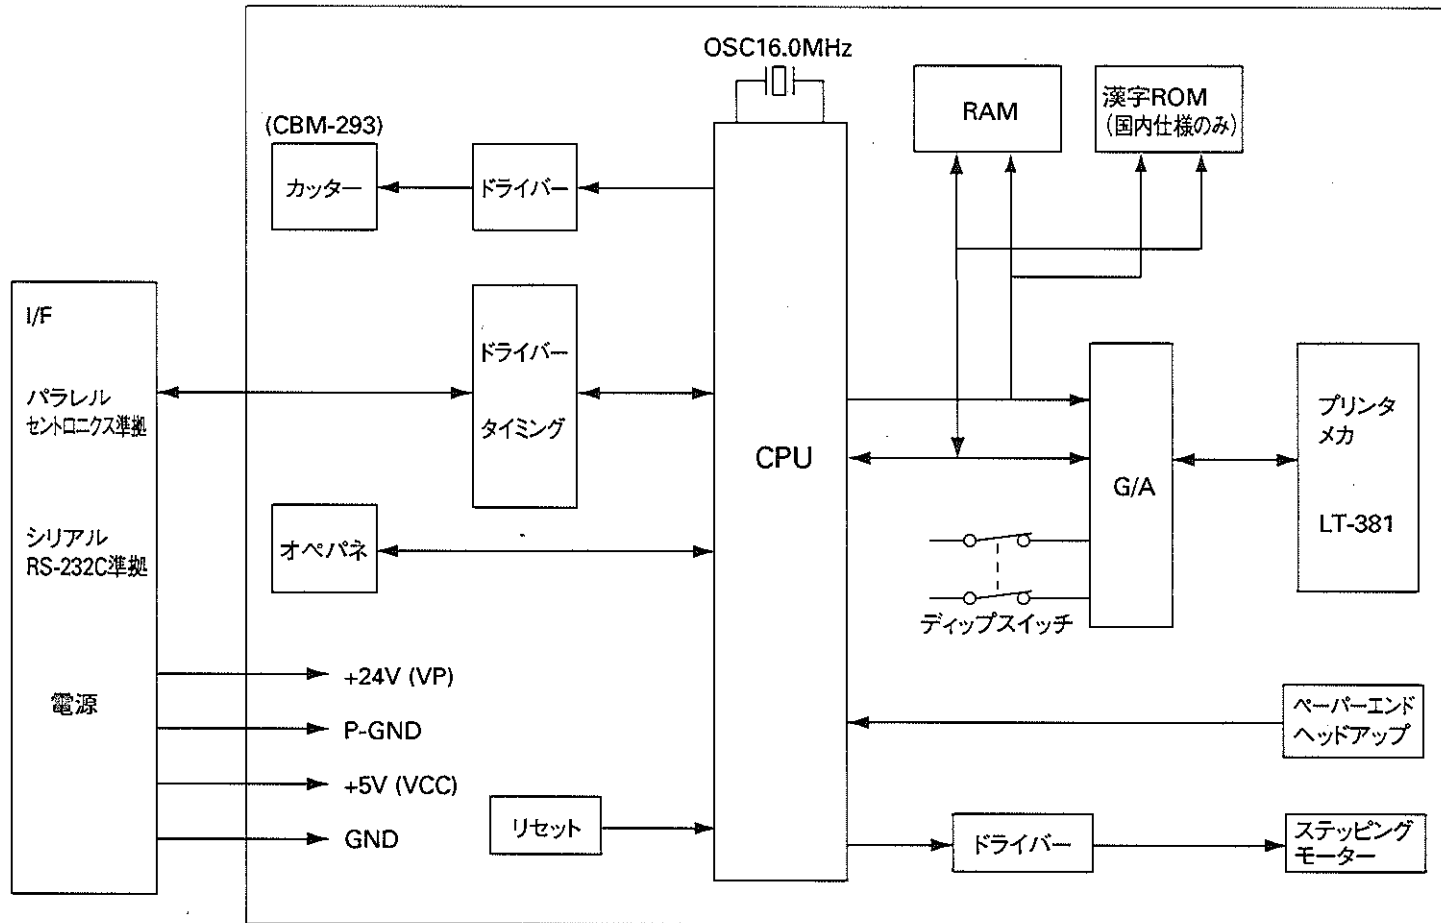 OSC16.0MHz
(CBM-293)
カッター
ドライバー
RAM
漢字ROM
(国内仕様のみ)
I/F
パラレル
セントロニクス準拠
シリアル
RS-232C準拠
電源
ドライバー
タイミング
オペパネ
CPU
G/A
プリンタ
メカ
LT-381
ディップスイッチ
+24V (VP)
P-GND
+5V (VCC)
GND
リセット
ペーパーエンド
ヘッドアップ
ドライバー
ステッピング
モーター